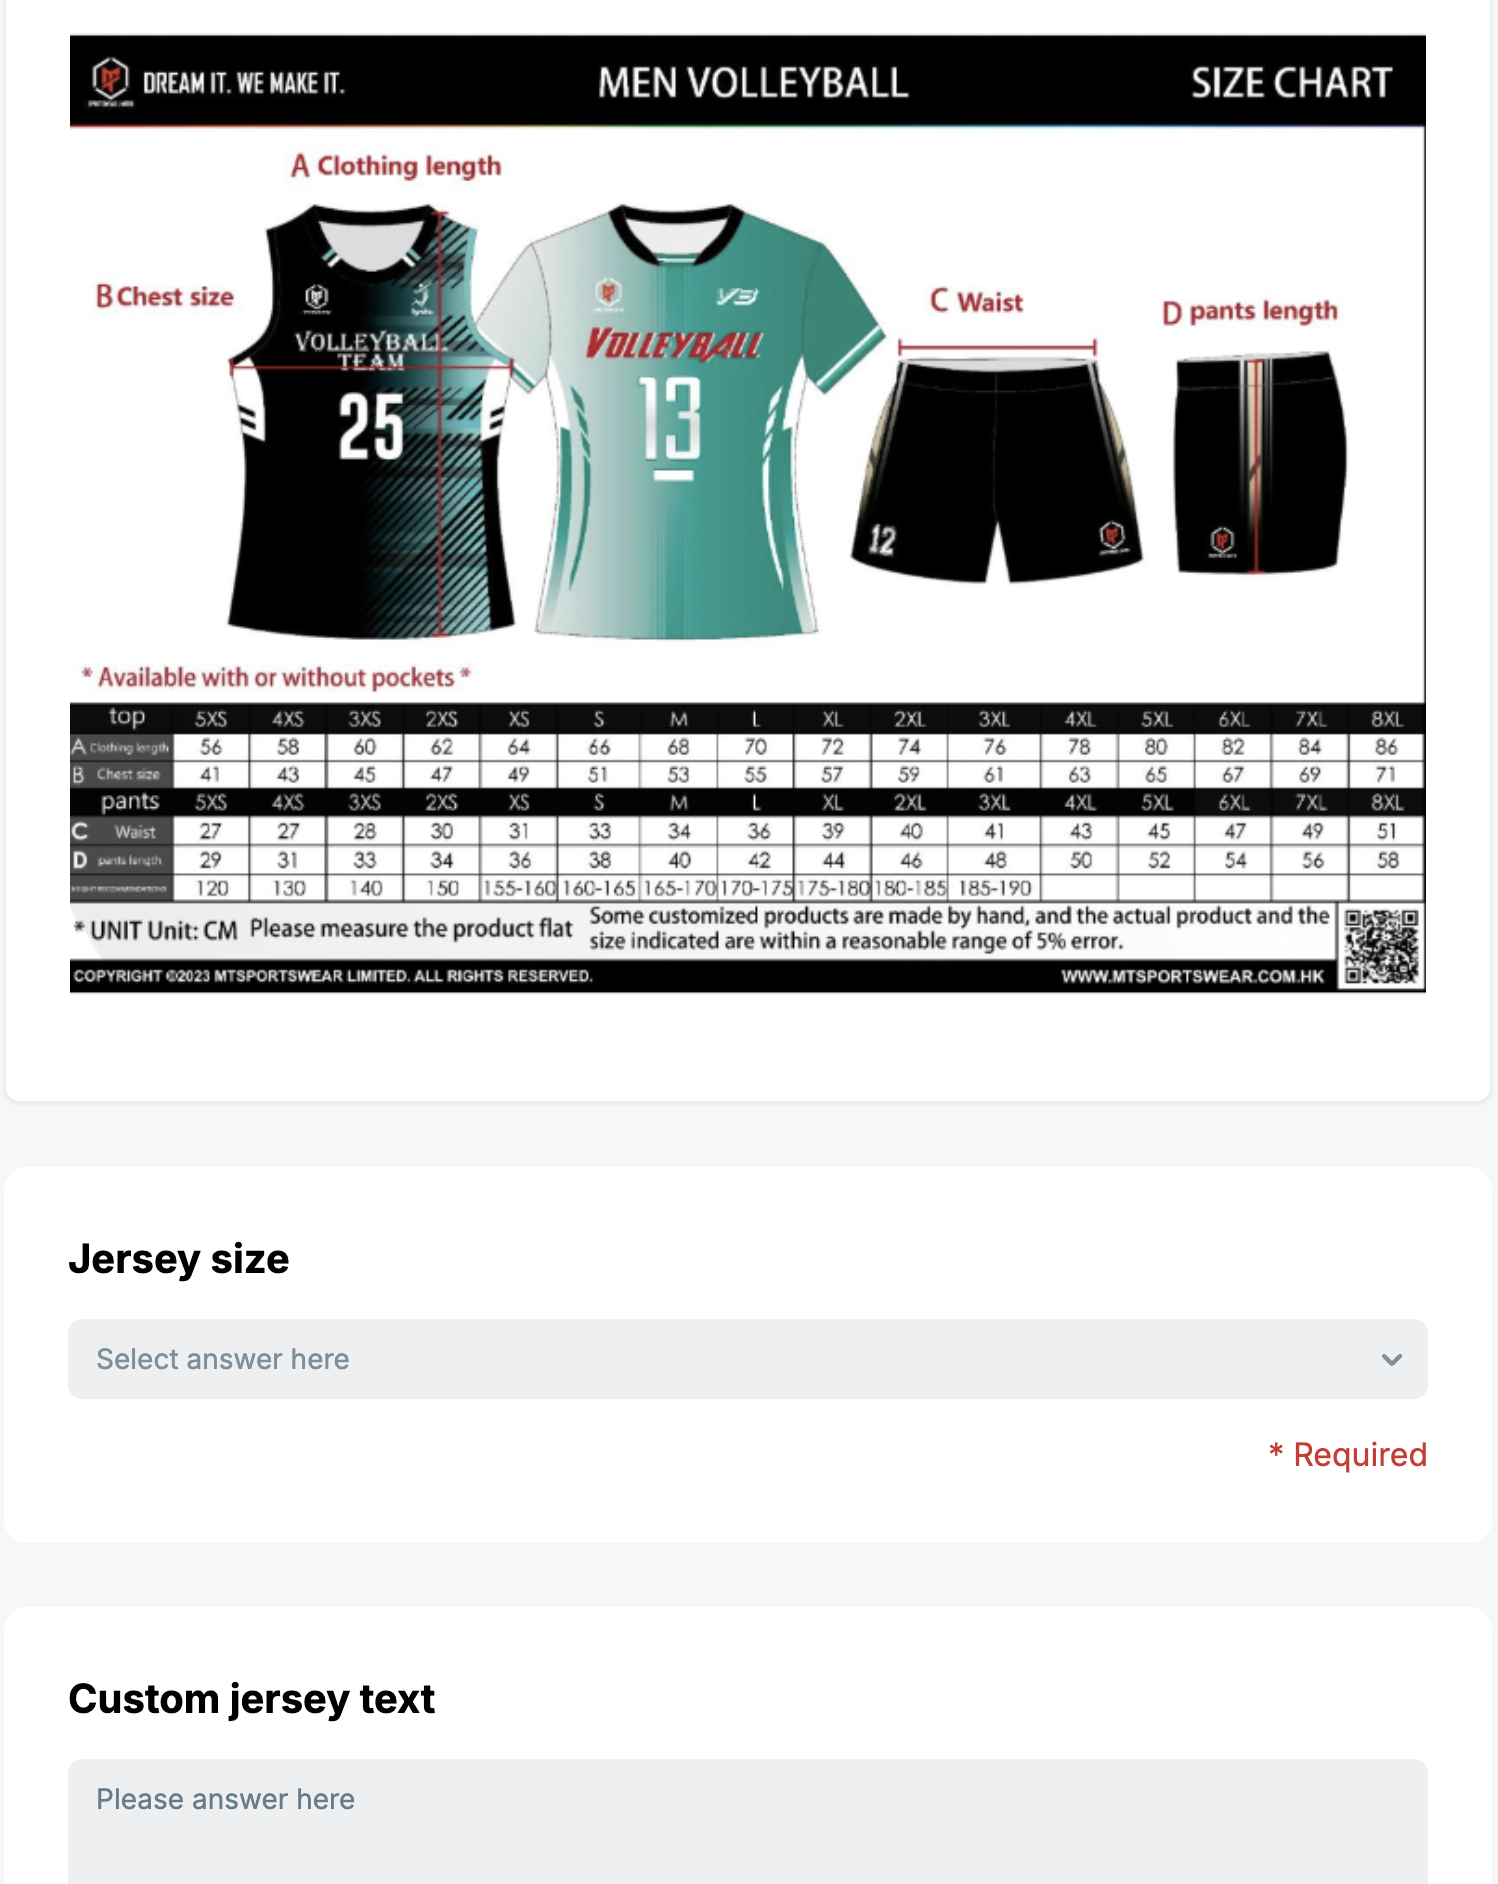 DREAM IT. WE MAKE IT.
MEN VOLLEYBALL
SIZE CHART
A Clothing length
B Chest size
C Waist
D pants length
VOLLEYBALL
TEAM
25
V3
VOLLEYBALL
13
12
* Available with or without pockets *
top 5XS 4XS 3XS 2XS XS S M L XL 2XL 3XL 4XL 5XL 6XL 7XL 8XL
A Clothing length 56 58 60 62 64 66 68 70 72 74 76 78 80 82 84 86
B Chest size 41 43 45 47 49 51 53 55 57 59 61 63 65 67 69 71
pants 5XS 4XS 3XS 2XS XS S M L XL 2XL 3XL 4XL 5XL 6XL 7XL 8XL
C Waist 27 27 28 30 31 33 34 36 39 40 41 43 45 47 49 51
D pants length 29 31 33 34 36 38 40 42 44 46 48 50 52 54 56 58
HEIGHT RECOMMENDATIONS 120 130 140 150 155-160 160-165 165-170 170-175 175-180 180-185 185-190
* UNIT Unit: CM Please measure the product flat
Some customized products are made by hand, and the actual product and the
size indicated are within a reasonable range of 5% error.
COPYRIGHT ©2023 MTSPORTSWEAR LIMITED. ALL RIGHTS RESERVED.
WWW.MTSPORTSWEAR.COM.HK
Jersey size
Select answer here
* Required
Custom jersey text
Please answer here